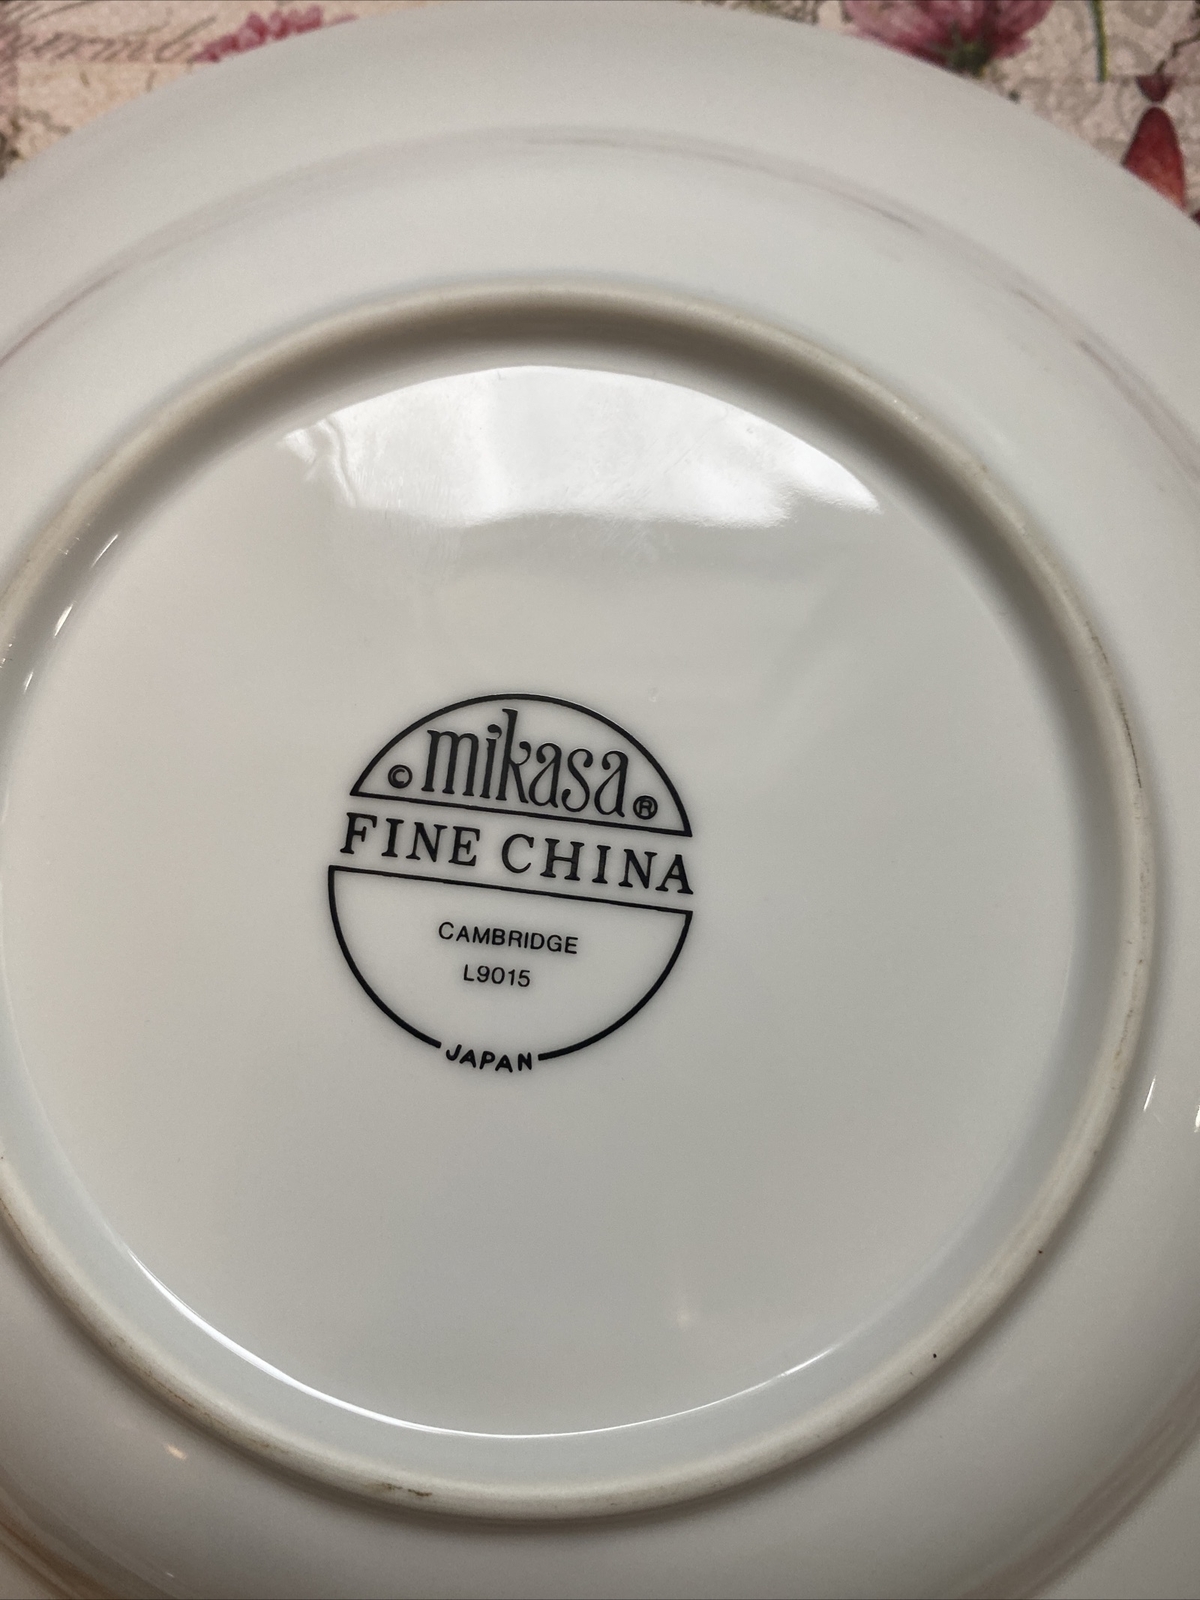 © mikasa ®
FINE CHINA
CAMBRIDGE
L9015
JAPAN